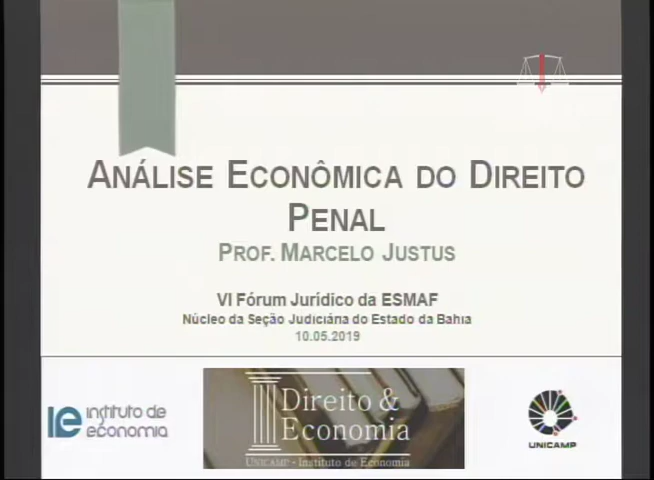 ANÁLISE ECONÔMICA DO DIREITO
PENAL
PROF. MARCELO JUSTUS
VI Fórum Jurídico da ESMAF
Núcleo da Seção Judiciária do Estado da Bahia
10.05.2019
ie instituto de
economia
Direito &
Economia
UNICAMP - Instituto de Economia
UNICAMP